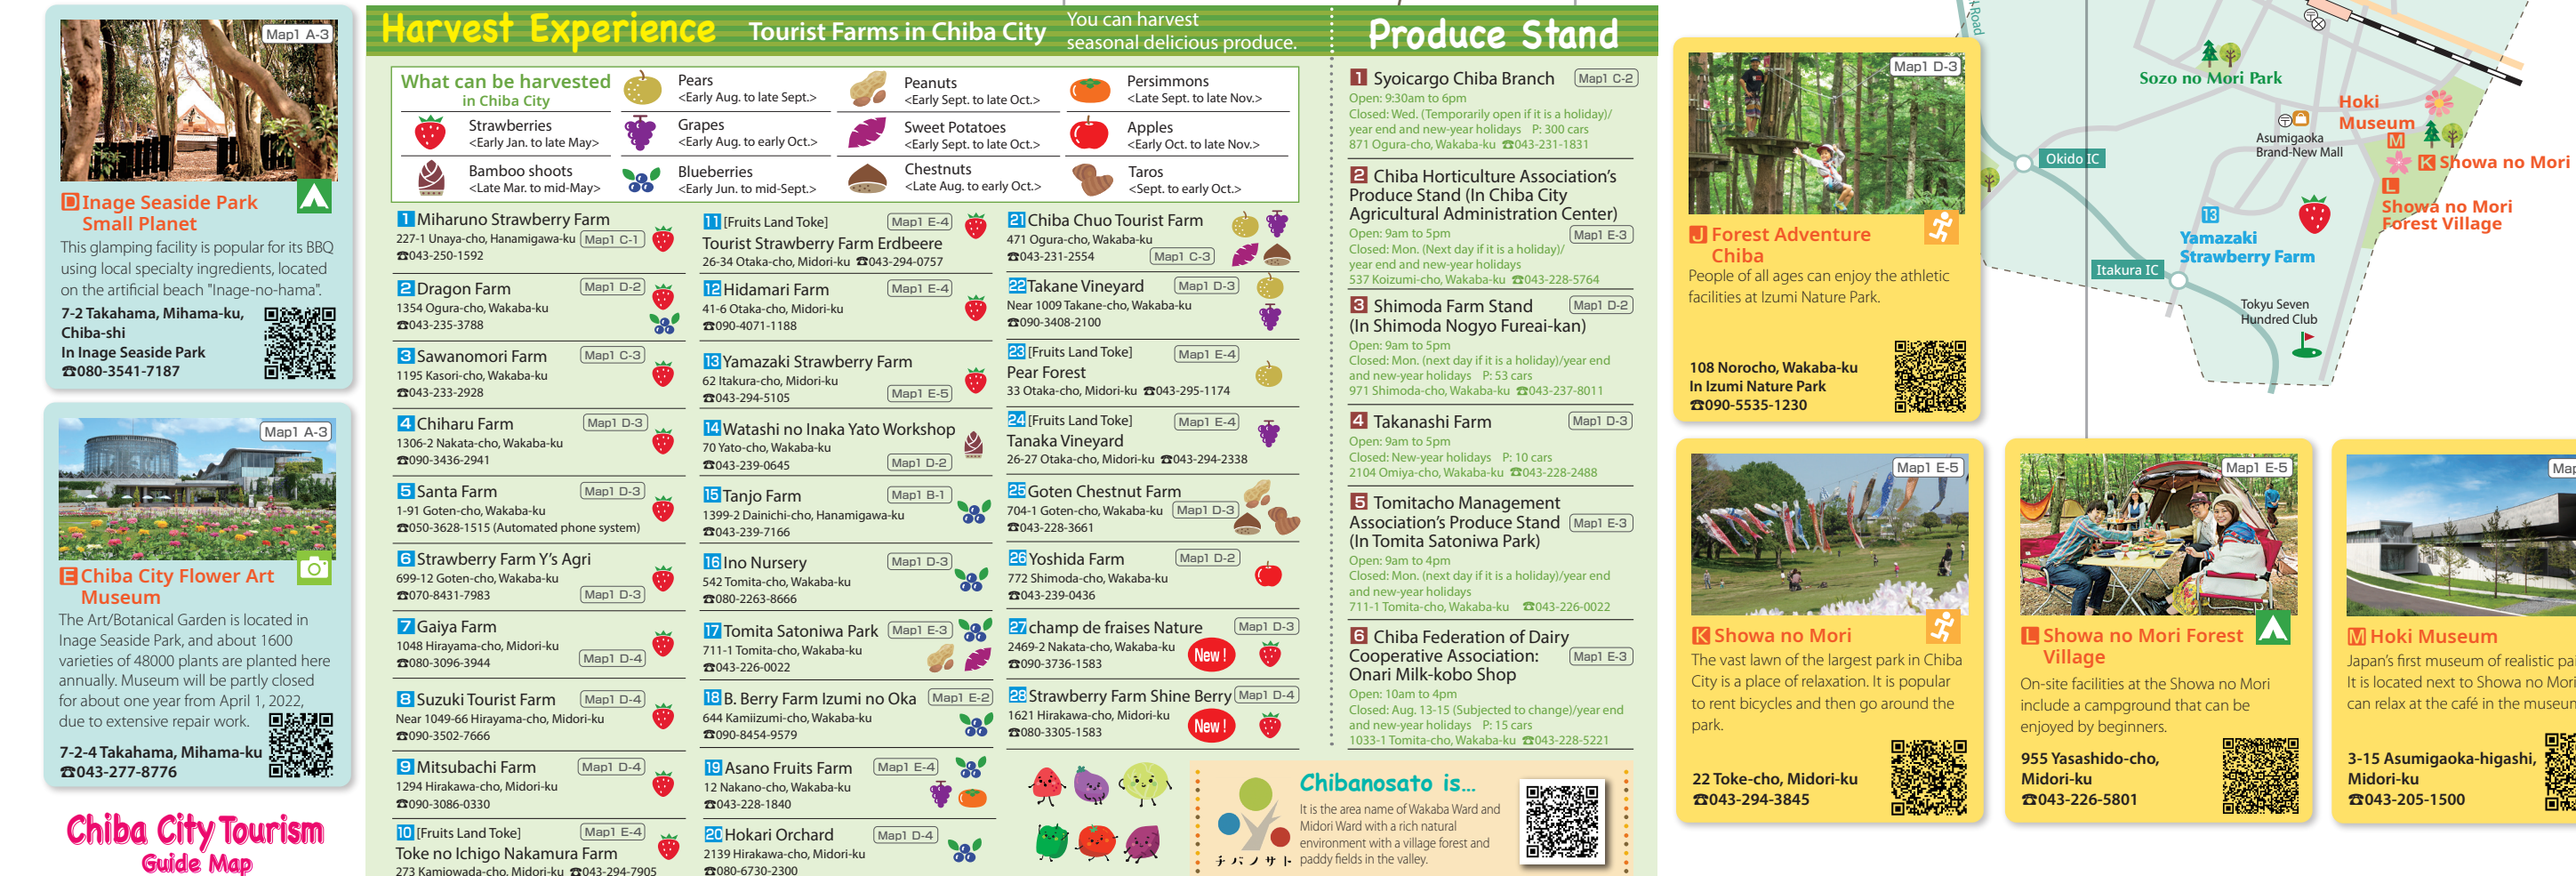 Map1 A-3
D Inage Seaside Park
Small Planet
This glamping facility is popular for its BBQ
using local specialty ingredients, located
on the artificial beach "Inage-no-hama".
7-2 Takahama, Mihama-ku,
Chiba-shi
In Inage Seaside Park
☎080-3541-7187
Map1 A-3
E Chiba City Flower Art
Museum
The Art/Botanical Garden is located in
Inage Seaside Park, and about 1600
varieties of 48000 plants are planted here
annually. Museum will be partly closed
for about one year from April 1, 2022,
due to extensive repair work.
7-2-4 Takahama, Mihama-ku
☎043-277-8776
Chiba City Tourism
Guide Map
Harvest Experience Tourist Farms in Chiba City
You can harvest
seasonal delicious produce.
What can be harvested
in Chiba City
Pears
<Early Aug. to late Sept.>
Peanuts
<Early Sept. to late Oct.>
Persimmons
<Late Sept. to late Nov.>
Strawberries
<Early Jan. to late May>
Grapes
<Early Aug. to early Oct.>
Sweet Potatoes
<Early Sept. to late Oct.>
Apples
<Early Oct. to late Nov.>
Bamboo shoots
<Late Mar. to mid-May>
Blueberries
<Early Jun. to mid-Sept.>
Chestnuts
<Late Aug. to early Oct.>
Taros
<Sept. to early Oct.>
1 Miharuno Strawberry Farm
227-1 Unaya-cho, Hanamigawa-ku Map1 C-1
☎043-250-1592
2 Dragon Farm Map1 D-2
1354 Ogura-cho, Wakaba-ku
☎043-235-3788
3 Sawanomori Farm Map1 C-3
1195 Kasori-cho, Wakaba-ku
☎043-233-2928
4 Chiharu Farm Map1 D-3
1306-2 Nakata-cho, Wakaba-ku
☎090-3436-2941
5 Santa Farm Map1 D-3
1-91 Goten-cho, Wakaba-ku
☎050-3628-1515 (Automated phone system)
6 Strawberry Farm Y's Agri
699-12 Goten-cho, Wakaba-ku
☎070-8431-7983 Map1 D-3
7 Gaiya Farm
1048 Hirayama-cho, Midori-ku
☎080-3096-3944 Map1 D-4
8 Suzuki Tourist Farm Map1 D-4
Near 1049-66 Hirayama-cho, Midori-ku
☎090-3502-7666
9 Mitsubachi Farm Map1 D-4
1294 Hirakawa-cho, Midori-ku
☎090-3086-0330
10 [Fruits Land Toke] Map1 E-4
Toke no Ichigo Nakamura Farm
273 Kamiowada-cho, Midori-ku ☎043-294-7905
11 [Fruits Land Toke] Map1 E-4
Tourist Strawberry Farm Erdbeere
26-34 Otaka-cho, Midori-ku ☎043-294-0757
12 Hidamari Farm Map1 E-4
41-6 Otaka-cho, Midori-ku
☎090-4071-1188
13 Yamazaki Strawberry Farm
62 Itakura-cho, Midori-ku
☎043-294-5105 Map1 E-5
14 Watashi no Inaka Yato Workshop
70 Yato-cho, Wakaba-ku
☎043-239-0645 Map1 D-2
15 Tanjo Farm Map1 B-1
1399-2 Dainichi-cho, Hanamigawa-ku
☎043-239-7166
16 Ino Nursery Map1 D-3
542 Tomita-cho, Wakaba-ku
☎080-2263-8666
17 Tomita Satoniwa Park Map1 E-3
711-1 Tomita-cho, Wakaba-ku
☎043-226-0022
18 B. Berry Farm Izumi no Oka Map1 E-2
644 Kamiizumi-cho, Wakaba-ku
☎090-8454-9579
19 Asano Fruits Farm Map1 E-4
12 Nakano-cho, Wakaba-ku
☎043-228-1840
20 Hokari Orchard Map1 D-4
2139 Hirakawa-cho, Midori-ku
☎080-6730-2300
21 Chiba Chuo Tourist Farm
471 Ogura-cho, Wakaba-ku
☎043-231-2554 Map1 C-3
22 Takane Vineyard Map1 D-3
Near 1009 Takane-cho, Wakaba-ku
☎090-3408-2100
23 [Fruits Land Toke] Map1 E-4
Pear Forest
33 Otaka-cho, Midori-ku ☎043-295-1174
24 [Fruits Land Toke] Map1 E-4
Tanaka Vineyard
26-27 Otaka-cho, Midori-ku ☎043-294-2338
25 Goten Chestnut Farm
704-1 Goten-cho, Wakaba-ku Map1 D-3
☎043-228-3661
26 Yoshida Farm Map1 D-2
772 Shimoda-cho, Wakaba-ku
☎043-239-0436
27 champ de fraises Nature Map1 D-3
2469-2 Nakata-cho, Wakaba-ku
☎090-3736-1583 New!
28 Strawberry Farm Shine Berry Map1 D-4
1621 Hirakawa-cho, Midori-ku
☎080-3305-1583 New!
Produce Stand
1 Syoicargo Chiba Branch Map1 C-2
Open: 9:30am to 6pm
Closed: Wed. (Temporarily open if it is a holiday)/
year end and new-year holidays P: 300 cars
871 Ogura-cho, Wakaba-ku ☎043-231-1831
2 Chiba Horticulture Association's
Produce Stand (In Chiba City
Agricultural Administration Center)
Open: 9am to 5pm Map1 E-3
Closed: Mon. (Next day if it is a holiday)/
year end and new-year holidays
537 Koizumi-cho, Wakaba-ku ☎043-228-5764
3 Shimoda Farm Stand Map1 D-2
(In Shimoda Nogyo Fureai-kan)
Open: 9am to 5pm
Closed: Mon. (next day if it is a holiday)/year end
and new-year holidays P: 53 cars
971 Shimoda-cho, Wakaba-ku ☎043-237-8011
4 Takanashi Farm Map1 D-3
Open: 9am to 5pm
Closed: New-year holidays P: 10 cars
2104 Omiya-cho, Wakaba-ku ☎043-228-2488
5 Tomitacho Management
Association's Produce Stand Map1 E-3
(In Tomita Satoniwa Park)
Open: 9am to 4pm
Closed: Mon. (next day if it is a holiday)/year end
and new-year holidays
711-1 Tomita-cho, Wakaba-ku ☎043-226-0022
6 Chiba Federation of Dairy
Cooperative Association: Map1 E-3
Onari Milk-kobo Shop
Open: 10am to 4pm
Closed: Aug. 13-15 (Subjected to change)/year end
and new-year holidays P: 15 cars
1033-1 Tomita-cho, Wakaba-ku ☎043-228-5221
チバノサト
Chibanosato is...
It is the area name of Wakaba Ward and
Midori Ward with a rich natural
environment with a village forest and
paddy fields in the valley.
Map1 D-3
J Forest Adventure
Chiba
People of all ages can enjoy the athletic
facilities at Izumi Nature Park.
108 Norocho, Wakaba-ku
In Izumi Nature Park
☎090-5535-1230
Road
Sozo no Mori Park
Hoki
Museum
M
Asumigaoka
Brand-New Mall
K Showa no Mori
Okido IC
L
Showa no Mori
Forest Village
13
Yamazaki
Strawberry Farm
Itakura IC
Tokyu Seven
Hundred Club
Map1 E-5
K Showa no Mori
The vast lawn of the largest park in Chiba
City is a place of relaxation. It is popular
to rent bicycles and then go around the
park.
22 Toke-cho, Midori-ku
☎043-294-3845
Map1 E-5
L Showa no Mori Forest
Village
On-site facilities at the Showa no Mori
include a campground that can be
enjoyed by beginners.
955 Yasashido-cho,
Midori-ku
☎043-226-5801
M Hoki Museum
Japan's first museum of realistic
It is located next to Showa no Mori
can relax at the café in the museum
3-15 Asumigaoka-higashi,
Midori-ku
☎043-205-1500